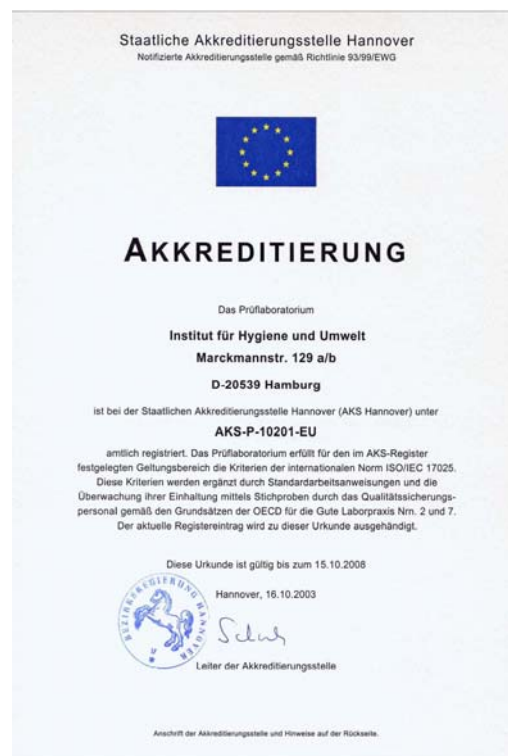 Staatliche Akkreditierungsstelle Hannover
Notifizierte Akkreditierungsstelle gemäß Richtlinie 93/99/EWG
AKKREDITIERUNG
Das Prüflaboratorium
Institut für Hygiene und Umwelt
Marckmannstr. 129 a/b
D-20539 Hamburg
ist bei der Staatlichen Akkreditierungsstelle Hannover (AKS Hannover) unter
AKS-P-10201-EU
amtlich registriert. Das Prüflaboratorium erfüllt für den im AKS-Register
festgelegten Geltungsbereich die Kriterien der internationalen Norm ISO/IEC 17025.
Diese Kriterien werden ergänzt durch Standardarbeitsanweisungen und die
Überwachung ihrer Einhaltung mittels Stichproben durch das Qualitätssicherungs-
personal gemäß den Grundsätzen der OECD für die Gute Laborpraxis Nrn. 2 und 7.
Der aktuelle Registereintrag wird zu dieser Urkunde ausgehändigt.
Diese Urkunde ist gültig bis zum 15.10.2008
BEZIRKSREGIERUNG HANNOVER
Hannover, 16.10.2003
Leiter der Akkreditierungsstelle
Anschrift der Akkreditierungsstelle und Hinweise auf der Rückseite.